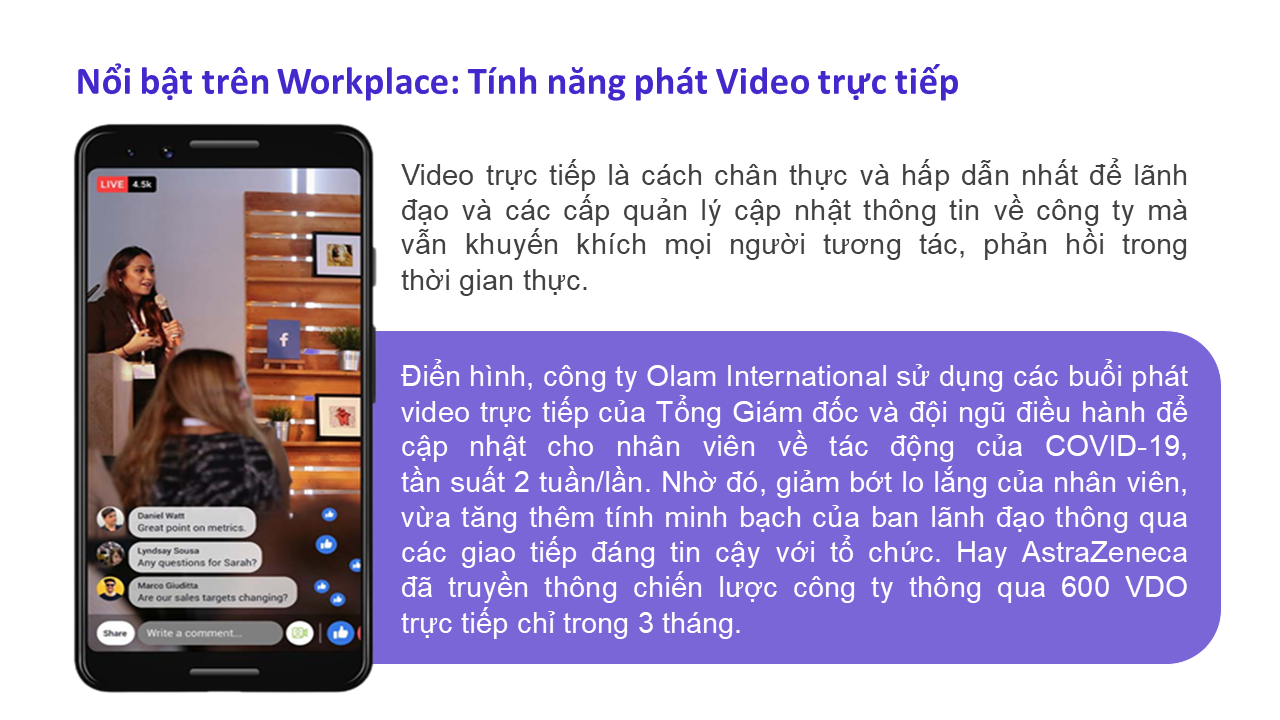 Nổi bật trên Workplace: Tính năng phát Video trực tiếp
LIVE 4.5k
f
Daniel Watt
Great point on metrics.
Lyndsay Sousa
Any questions for Sarah?
Marco Giuditta
Are our sales targets changing?
Share
Write a comment...
Video trực tiếp là cách chân thực và hấp dẫn nhất để lãnh
đạo và các cấp quản lý cập nhật thông tin về công ty mà
vẫn khuyến khích mọi người tương tác, phản hồi trong
thời gian thực.
Điển hình, công ty Olam International sử dụng các buổi phát
video trực tiếp của Tổng Giám đốc và đội ngũ điều hành để
cập nhật cho nhân viên về tác động của COVID-19,
tần suất 2 tuần/lần. Nhờ đó, giảm bớt lo lắng của nhân viên,
vừa tăng thêm tính minh bạch của ban lãnh đạo thông qua
các giao tiếp đáng tin cậy với tổ chức. Hay AstraZeneca
đã truyền thông chiến lược công ty thông qua 600 VDO
trực tiếp chỉ trong 3 tháng.